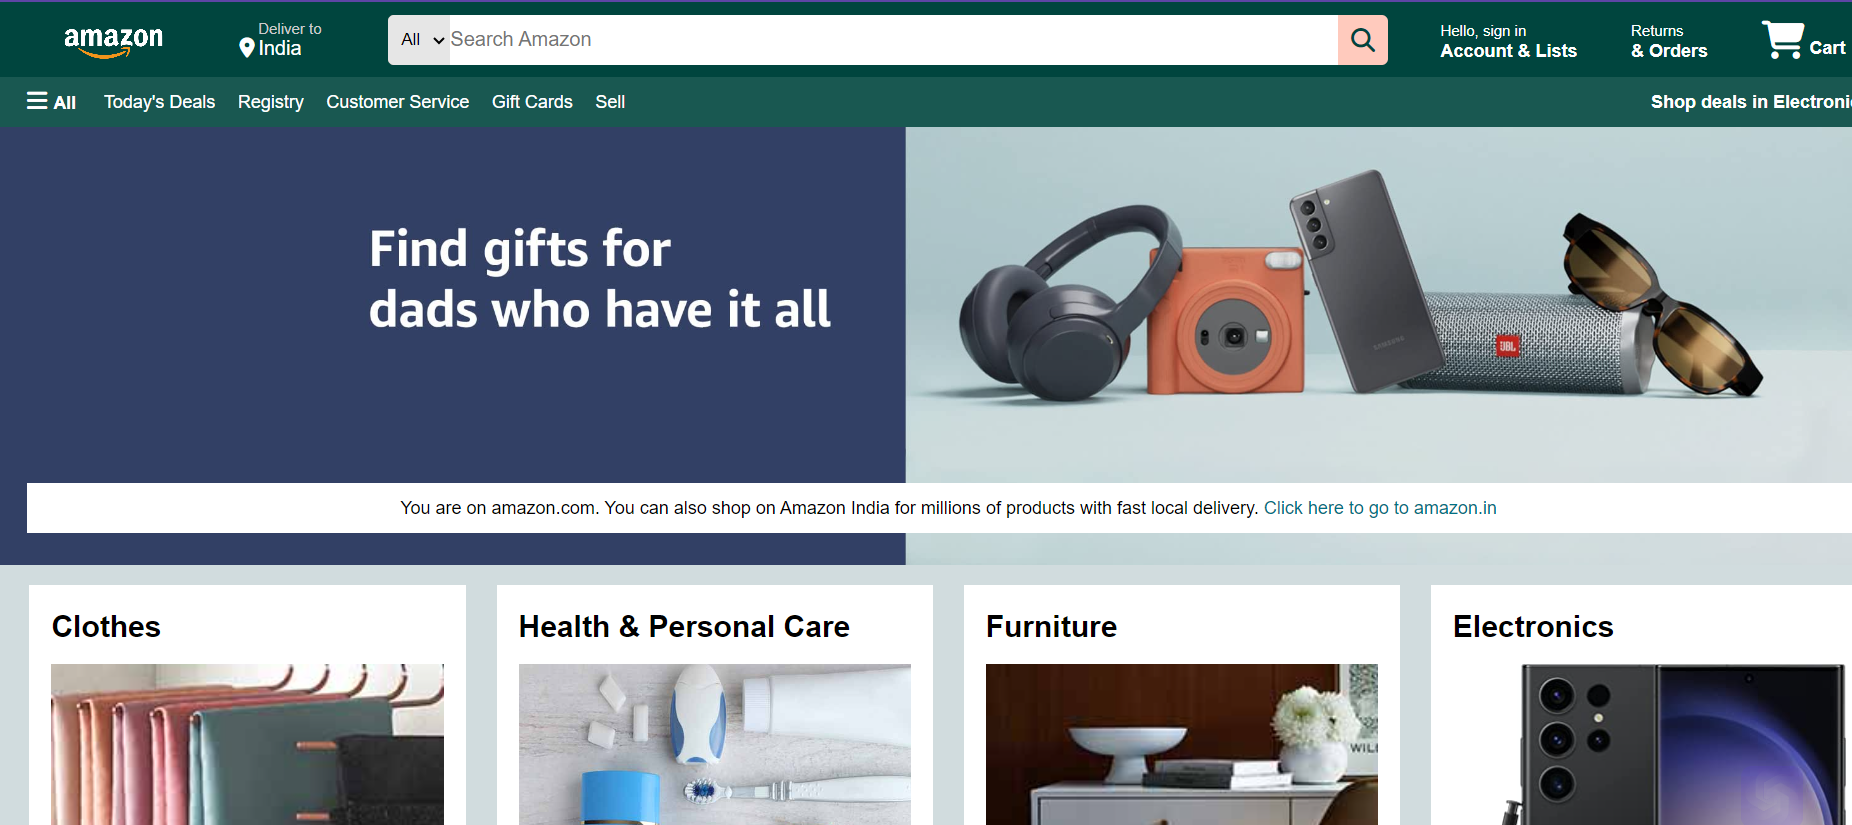 amazon
Deliver to
India
All
Search Amazon
Hello, sign in
Account & Lists
Returns
& Orders
Cart
All
Today's Deals
Registry
Customer Service
Gift Cards
Sell
Shop deals in Electroni
Find gifts for
dads who have it all
SAMSUNG
JBL
You are on amazon.com. You can also shop on Amazon India for millions of products with fast local delivery. Click here to go to amazon.in
Clothes
Health & Personal Care
Furniture
Electronics
WIL